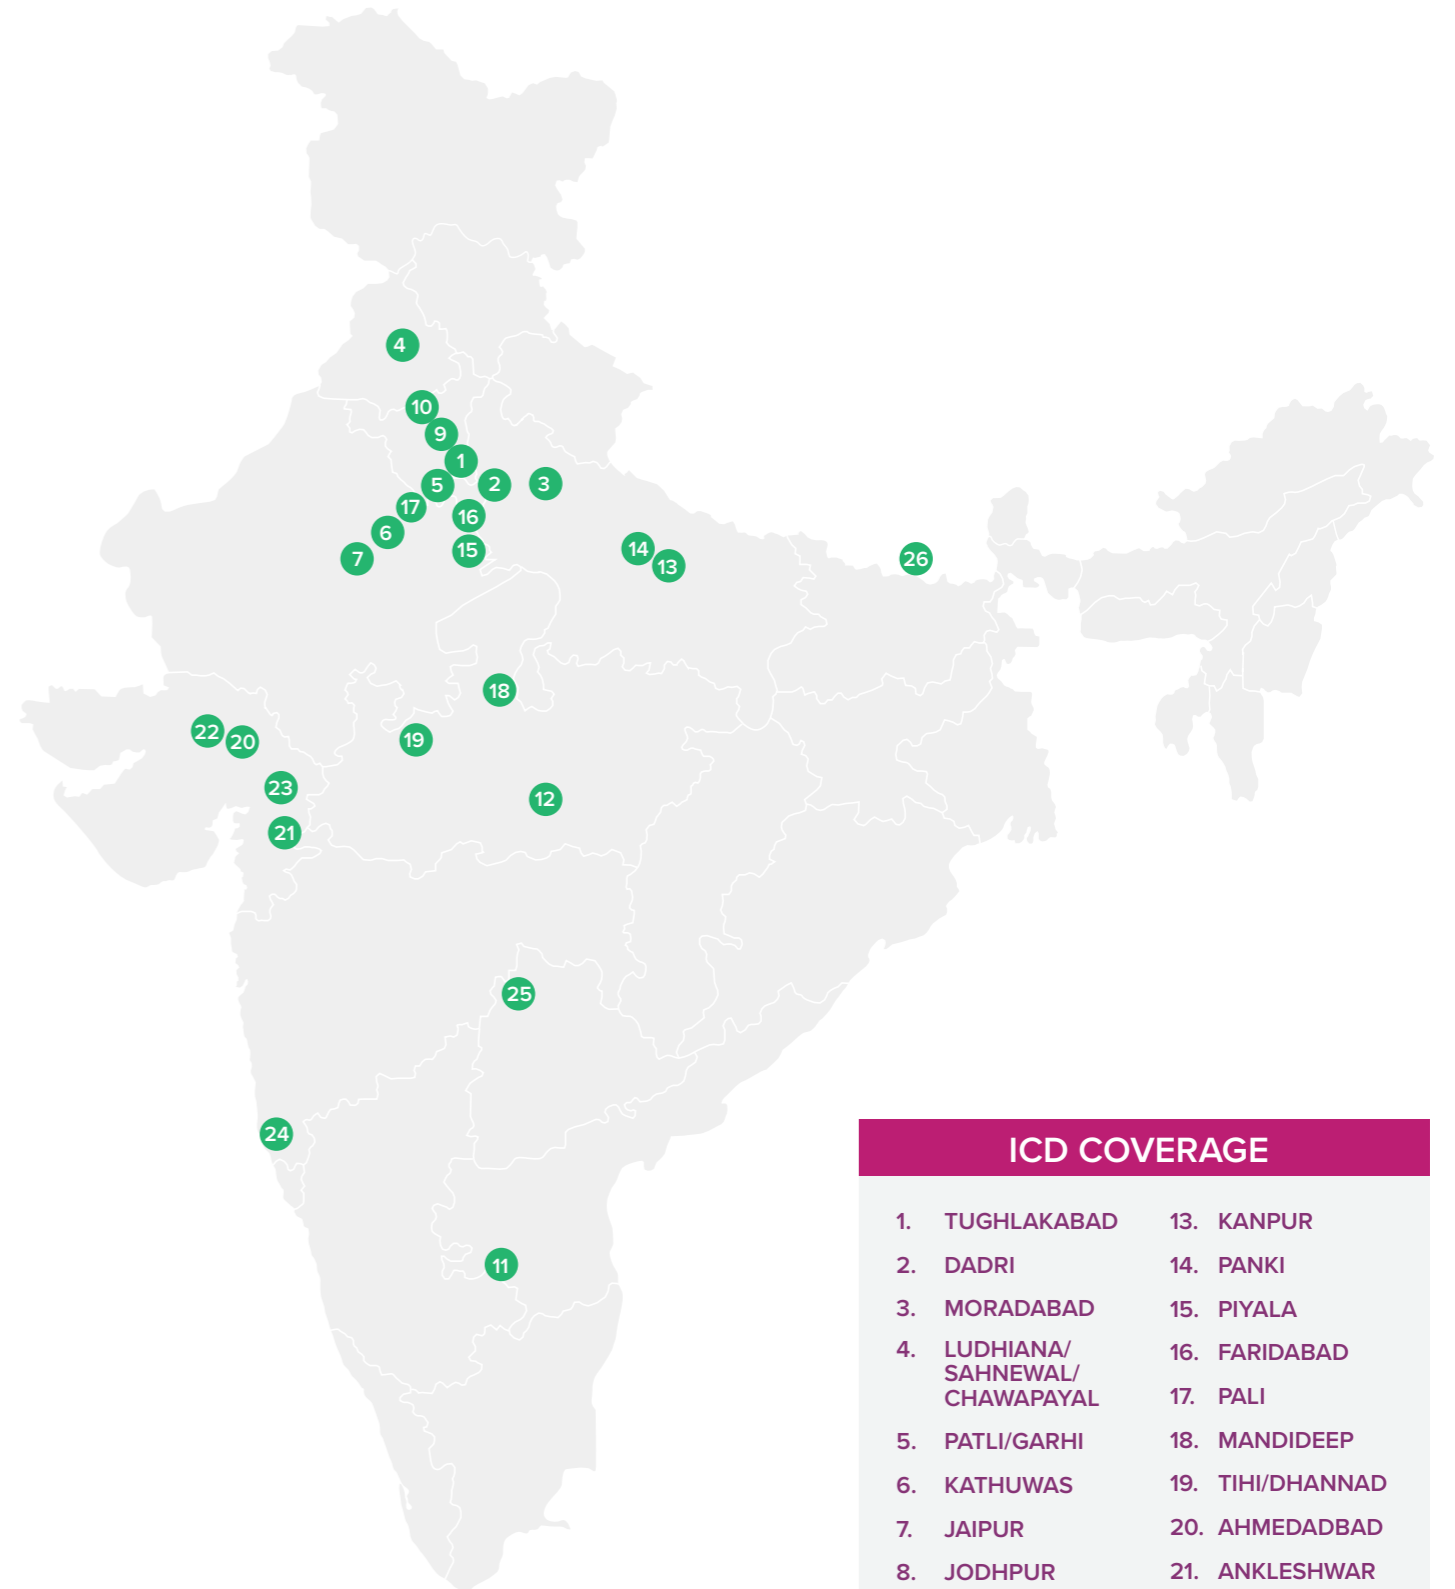 4
10
9
1
5
2
3
17
16
6
15
7
14
13
26
18
22
20
19
23
12
21
25
24
11
ICD COVERAGE
1. TUGHLAKABAD
2. DADRI
3. MORADABAD
4. LUDHIANA/
SAHNEWAL/
CHAWAPAYAL
5. PATLI/GARHI
6. KATHUWAS
7. JAIPUR
8. JODHPUR
13. KANPUR
14. PANKI
15. PIYALA
16. FARIDABAD
17. PALI
18. MANDIDEEP
19. TIHI/DHANNAD
20. AHMEDADBAD
21. ANKLESHWAR